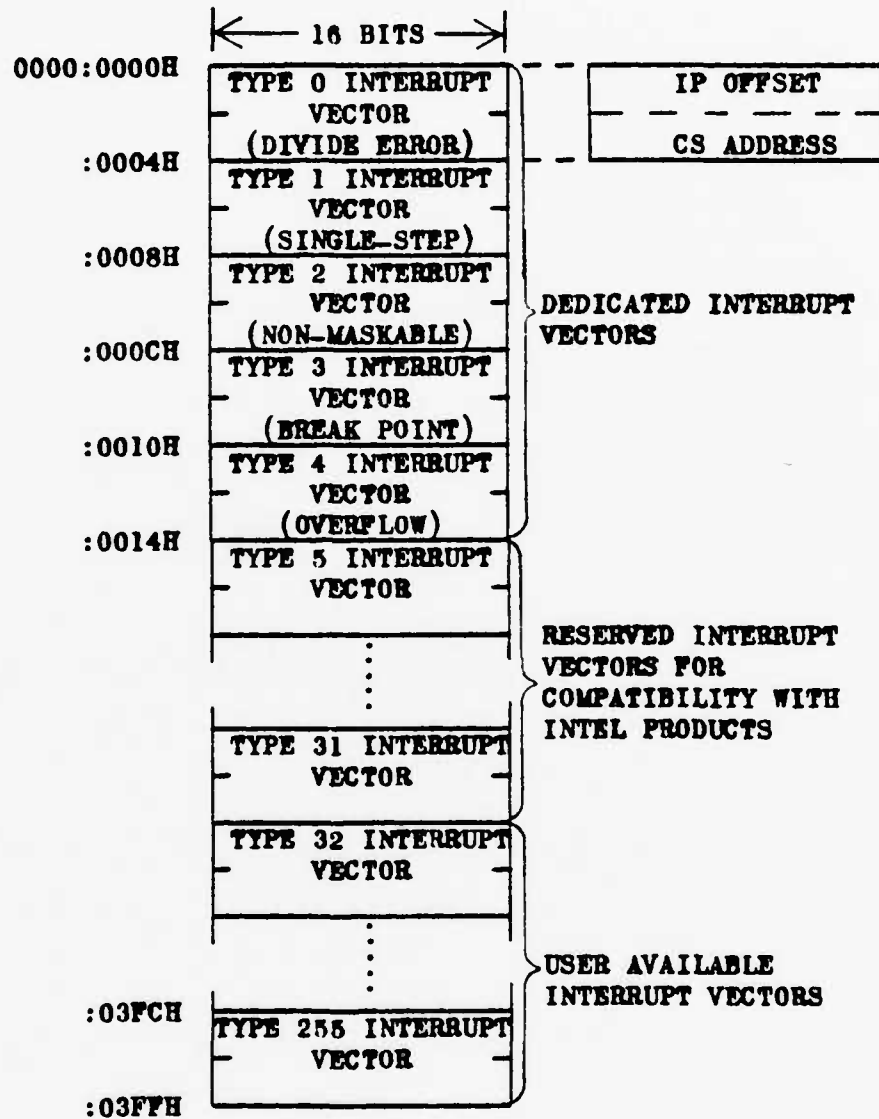 16 BITS
0000:0000H
TYPE 0 INTERRUPT
VECTOR
(DIVIDE ERROR)
IP OFFSET
CS ADDRESS
:0004H
TYPE 1 INTERRUPT
VECTOR
(SINGLE-STEP)
:0008H
TYPE 2 INTERRUPT
VECTOR
(NON-MASKABLE)
DEDICATED INTERRUPT
VECTORS
:000CH
TYPE 3 INTERRUPT
VECTOR
(BREAK POINT)
:0010H
TYPE 4 INTERRUPT
VECTOR
(OVERFLOW)
:0014H
TYPE 5 INTERRUPT
VECTOR
RESERVED INTERRUPT
VECTORS FOR
COMPATIBILITY WITH
INTEL PRODUCTS
TYPE 31 INTERRUPT
VECTOR
TYPE 32 INTERRUPT
VECTOR
USER AVAILABLE
INTERRUPT VECTORS
:03FCH
TYPE 255 INTERRUPT
VECTOR
:03FFH